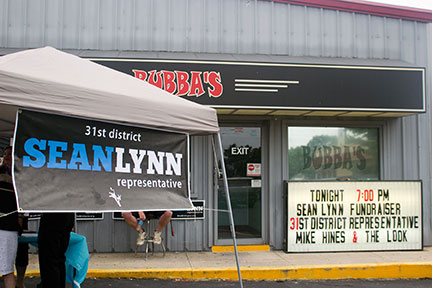 BUBBA'S
31st district
SEANLYNN
representative
EXIT
BUBBA'S
TONIGHT 7:00 PM
SEAN LYNN FUNDRAISER
31ST DISTRICT REPRESENTATIVE
MIKE HINES & THE LOOK